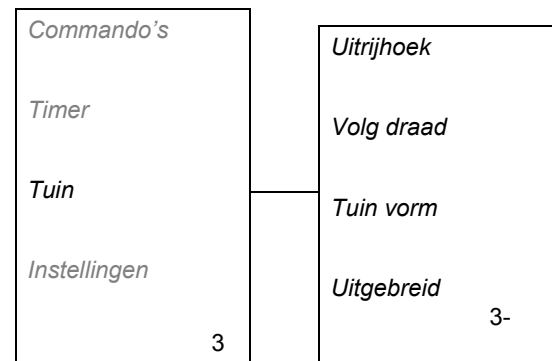 Commando’s
Timer
Tuin
Instellingen
3
Uitrijhoek
Volg draad
Tuin vorm
Uitgebreid
3-